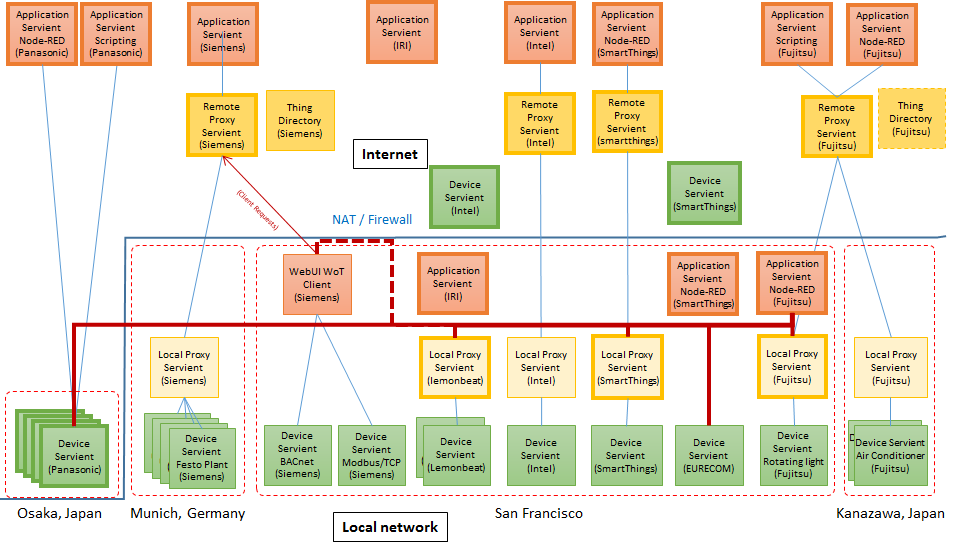 Application
Servient
Node-RED
(Panasonic)
Application
Servient
Scripting
(Panasonic)
Application
Servient
(Siemens)
Application
Servient
(IRI)
Application
Servient
(Intel)
Application
Servient
Node-RED
(SmartThings)
Application
Servient
Scripting
(Fujitsu)
Application
Servient
Node-RED
(Fujitsu)
Remote
Proxy
Servient
(Siemens)
Thing
Directory
(Siemens)
Remote
Proxy
Servient
(Intel)
Remote
Proxy
Servient
(smartthings)
Remote
Proxy
Servient
(Fujitsu)
Thing
Directory
(Fujitsu)
Internet
Device
Servient
(Intel)
Device
Servient
(SmartThings)
(Client Requests)
NAT / Firewall
WebUI WoT
Client
(Siemens)
Application
Servient
(IRI)
Application
Servient
Node-RED
(SmartThings)
Application
Servient
Node-RED
(Fujitsu)
Local Proxy
Servient
(Siemens)
Local Proxy
Servient
(lemonbeat)
Local Proxy
Servient
(Intel)
Local Proxy
Servient
(SmartThings)
Local Proxy
Servient
(Fujitsu)
Local Proxy
Servient
(Fujitsu)
Device
Servient
(Panasonic)
Device
Servient
Festo Plant
(Siemens)
Device
Servient
BACnet
(Siemens)
Device
Servient
Modbus/TCP
(Siemens)
Device
Servient
(Lemonbeat)
Device
Servient
(Intel)
Device
Servient
(SmartThings)
Device
Servient
(EURECOM)
Device
Servient
Rotating light
(Fujitsu)
Device Servient
Air Conditioner
(Fujitsu)
Osaka, Japan
Munich, Germany
San Francisco
Kanazawa, Japan
Local network